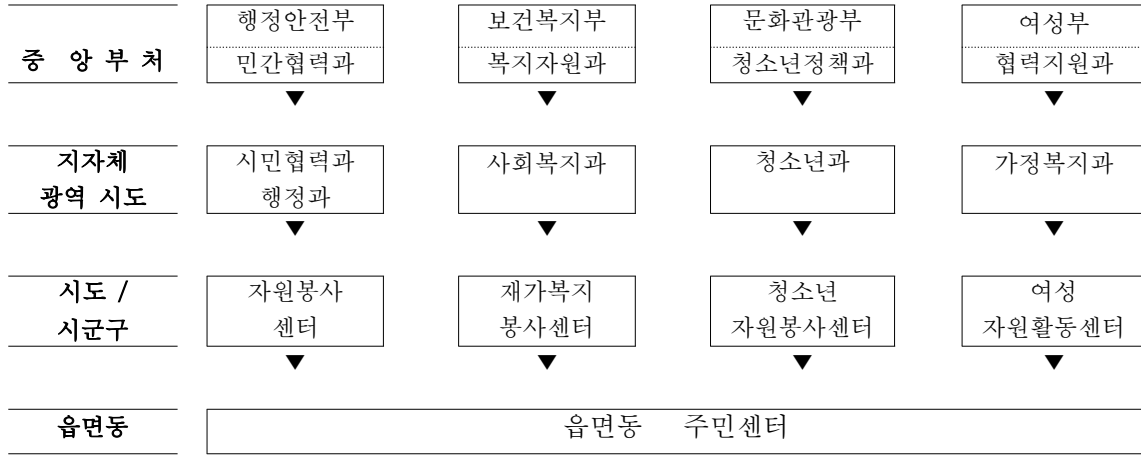 행정안전부 보건복지부 문화관광부 여성부
중 앙 부 처 민간협력과 복지자원과 청소년정책과 협력지원과
▼ ▼ ▼ ▼
지자체 시민협력과 사회복지과 청소년과 가정복지과
광역 시도 행정과
▼ ▼ ▼ ▼
시도 / 자원봉사 재가복지 청소년 여성
시군구 센터 봉사센터 자원봉사센터 자원활동센터
▼ ▼ ▼ ▼
읍면동 읍면동 주민센터